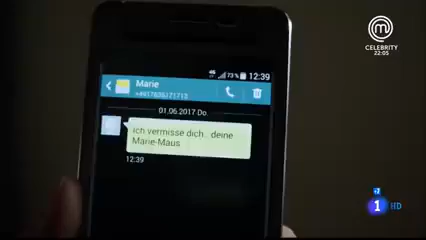 CELEBRITY
22:05
73%
12:39
Marie
01.06.2017 Do.
ich vermisse dich.. deine
Marie-Maus
12:39
1 HD